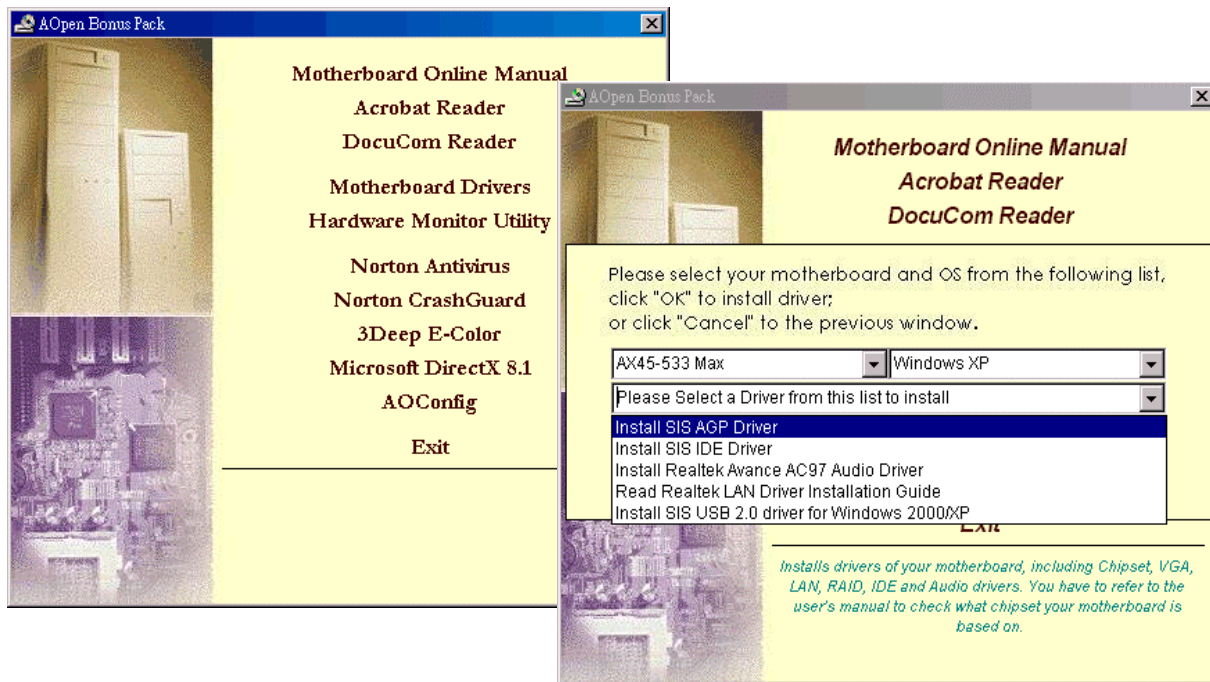 AOpen Bonus Pack
Motherboard Online Manual
Acrobat Reader
DocuCom Reader
Motherboard Drivers
Hardware Monitor Utility
Norton Antivirus
Norton CrashGuard
3Deep E-Color
Microsoft DirectX 8.1
AOConfig
Exit
AOpen Bonus Pack
Motherboard Online Manual
Acrobat Reader
DocuCom Reader
Please select your motherboard and OS from the following list,
click "OK" to install driver;
or click "Cancel" to the previous window.
AX45-533 Max
Windows XP
Please Select a Driver from this list to install
Install SIS AGP Driver
Install SIS IDE Driver
Install Realtek Avance AC97 Audio Driver
Read Realtek LAN Driver Installation Guide
Install SIS USB 2.0 driver for Windows 2000/XP
Exit
Installs drivers of your motherboard, including Chipset, VGA,
LAN, RAID, IDE and Audio drivers. You have to refer to the
user's manual to check what chipset your motherboard is
based on.